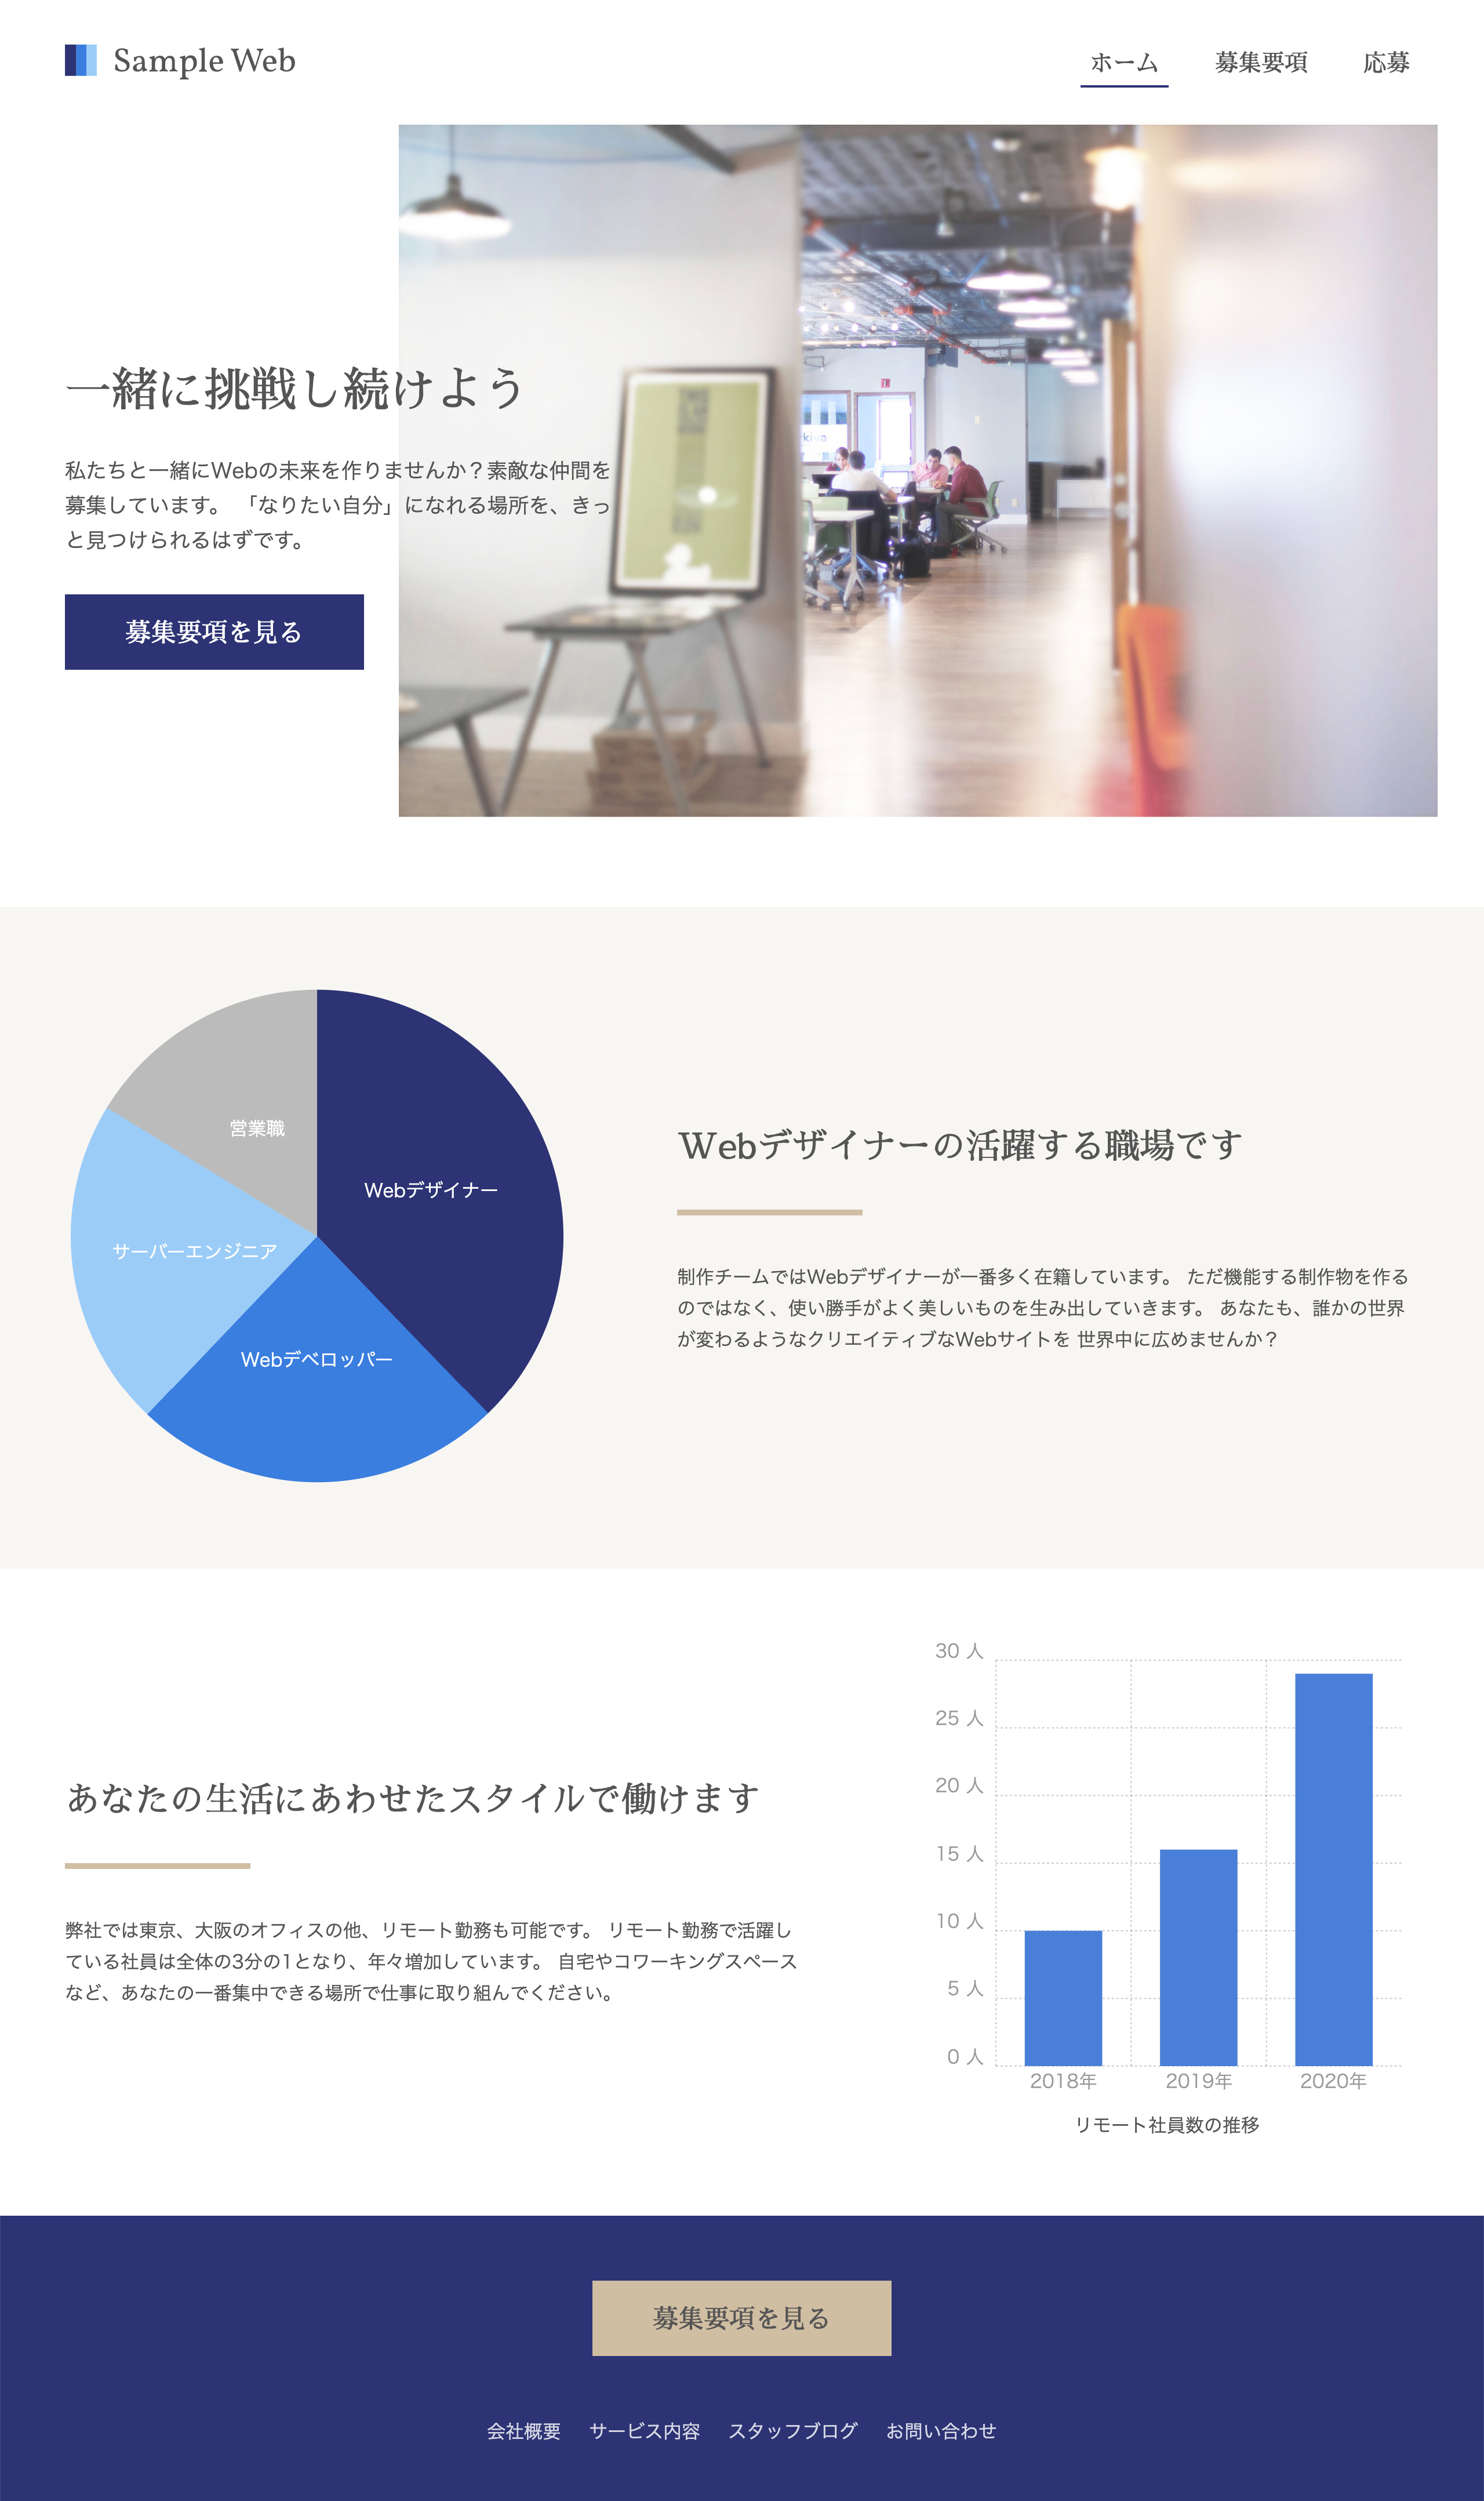 Sample Web
ホーム
募集要項
応募
一緒に挑戦し続けよう
私たちと一緒にWebの未来を作りませんか？素敵な仲間を
募集しています。 「なりたい自分」になれる場所を、きっ
と見つけられるはずです。
募集要項を見る
kiva
営業職
Webデザイナー
サーバーエンジニア
Webデベロッパー
Webデザイナーの活躍する職場です
制作チームではWebデザイナーが一番多く在籍しています。 ただ機能する制作物を作る
のではなく、使い勝手がよく美しいものを生み出していきます。 あなたも、誰かの世界
が変わるようなクリエイティブなWebサイトを 世界中に広めませんか？
あなたの生活にあわせたスタイルで働けます
弊社では東京、大阪のオフィスの他、リモート勤務も可能です。 リモート勤務で活躍し
ている社員は全体の3分の1となり、年々増加しています。 自宅やコワーキングスペース
など、あなたの一番集中できる場所で仕事に取り組んでください。
30 人
25 人
20 人
15 人
10 人
5 人
0 人
2018年
2019年
2020年
リモート社員数の推移
募集要項を見る
会社概要
サービス内容
スタッフブログ
お問い合わせ